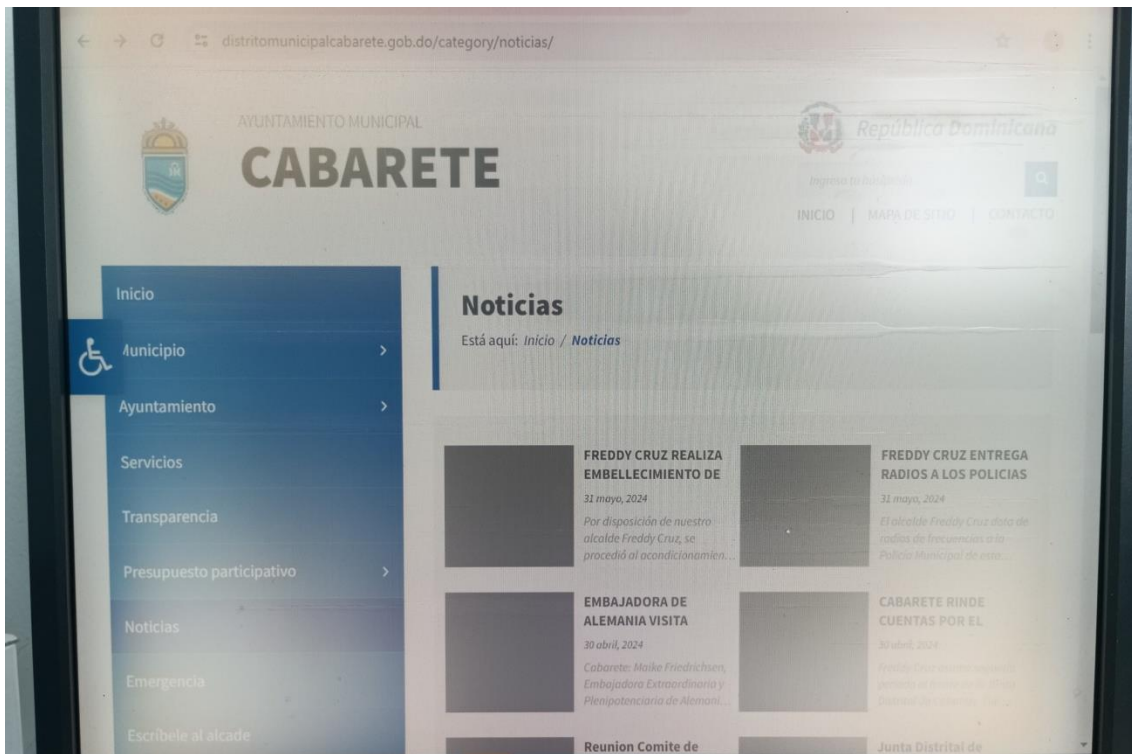 distritomunicipalcabarete.gob.do/category/noticias/
AYUNTAMIENTO MUNICIPAL
CABARETE
República Dominicana
INICIO | MAPA DE SITIO | CONTACTO
Inicio
Municipio
Ayuntamiento
Servicios
Transparencia
Presupuesto participativo
Noticias
Emergencia
Escríbele al alcade
Noticias
Está aquí: Inicio / Noticias
FREDDY CRUZ REALIZA
EMBELLECIMIENTO DE
31 mayo, 2024
Por disposición de nuestro
alcalde Freddy Cruz, se
procedió al acondicionamien...
FREDDY CRUZ ENTREGA
RADIOS A LOS POLICIAS
31 mayo, 2024
El alcalde Freddy Cruz dota de
radios de frecuencias a la
Policía Municipal de este...
EMBAJADORA DE
ALEMANIA VISITA
30 abril, 2024
Cabarete: Maike Friedrichsen,
Embajadora Extraordinaria y
Plenipotenciaria de Alemani...
CABARETE RINDE
CUENTAS POR EL
30 abril, 2024
Reunion Comite de
Junta Distrital de